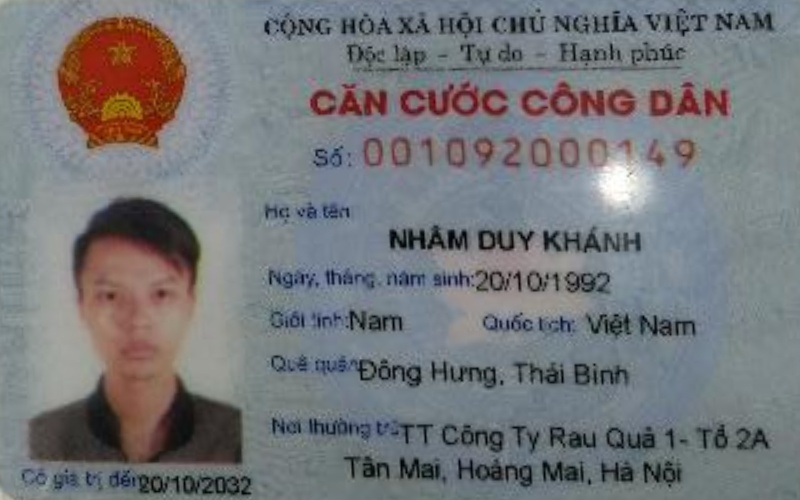 CỘNG HÒA XÃ HỘI CHỦ NGHĨA VIỆT NAM
Độc lập - Tự do - Hạnh phúc
CĂN CƯỚC CÔNG DÂN
Số: 001092000149
Họ và tên:
NHÂM DUY KHÁNH
Ngày, tháng, năm sinh: 20/10/1992
Giới tính: Nam Quốc tịch: Việt Nam
Quê quán: Đông Hưng, Thái Bình
Nơi thường trú: TT Công Ty Rau Quả 1- Tổ 2A
Tân Mai, Hoàng Mai, Hà Nội
Có giá trị đến: 20/10/2032